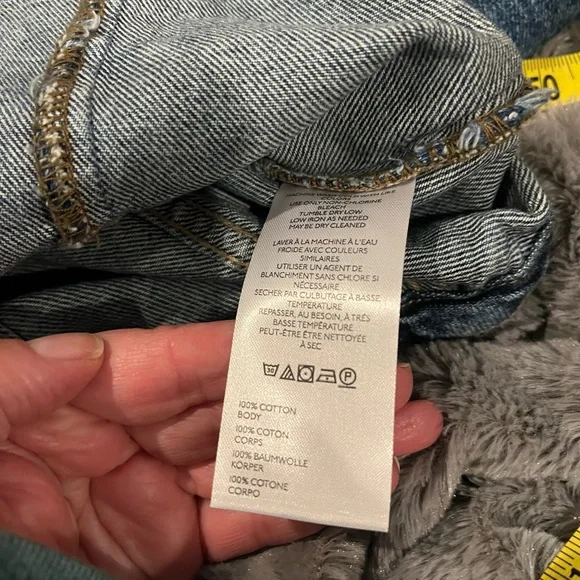 USE ONLY NON-CHLORINE
BLEACH
TUMBLE DRY LOW
LOW IRON AS NEEDED
MAY BE DRY CLEANED
LAVER À LA MACHINE À L'EAU
FROIDE AVEC COULEURS
SIMILAIRES
UTILISER UN AGENT DE
BLANCHIMENT SANS CHLORE SI
NÉCESSAIRE
SÉCHER PAR CULBUTAGE À BASSE
TEMPÉRATURE
REPASSER, AU BESOIN, À TRÈS
BASSE TEMPÉRATURE
PEUT-ÊTRE ÊTRE NETTOYÉE
À SEC
30 P
100% COTTON
BODY
100% COTON
CORPS
100% BAUMWOLLE
KÖRPER
100% COTONE
CORPO